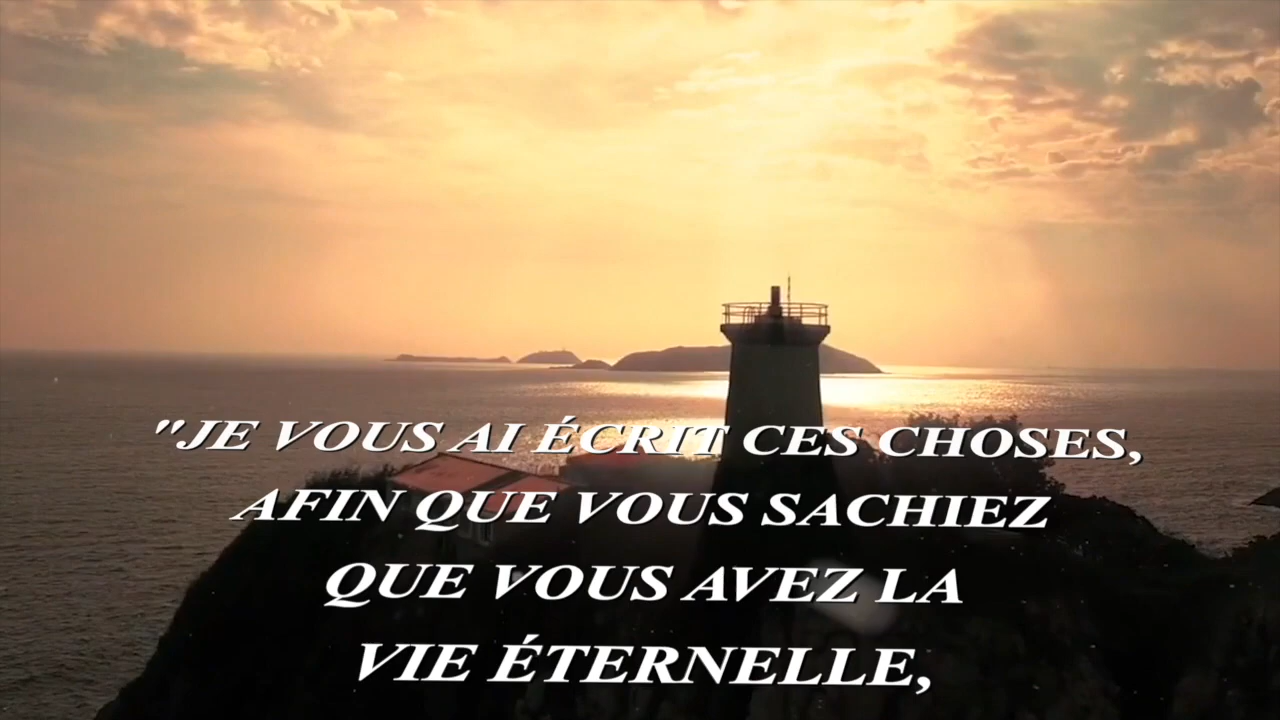 "JE VOUS AI ÉCRIT CES CHOSES,
AFIN QUE VOUS SACHIEZ
QUE VOUS AVEZ LA
VIE ÉTERNELLE,